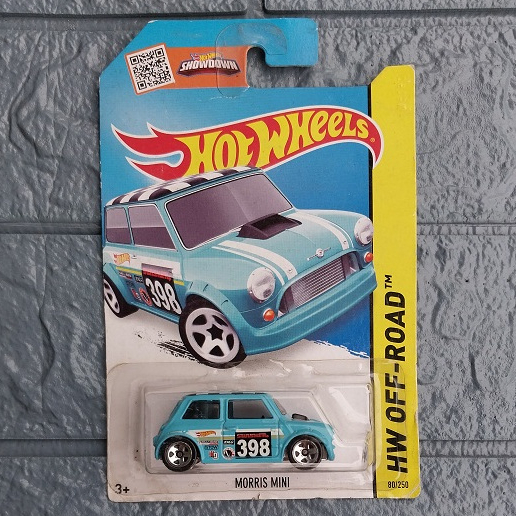 SHOWDOWN
HOT WHEELS
398
HW OFF-ROAD™
398
MORRIS MINI
3+
80/250